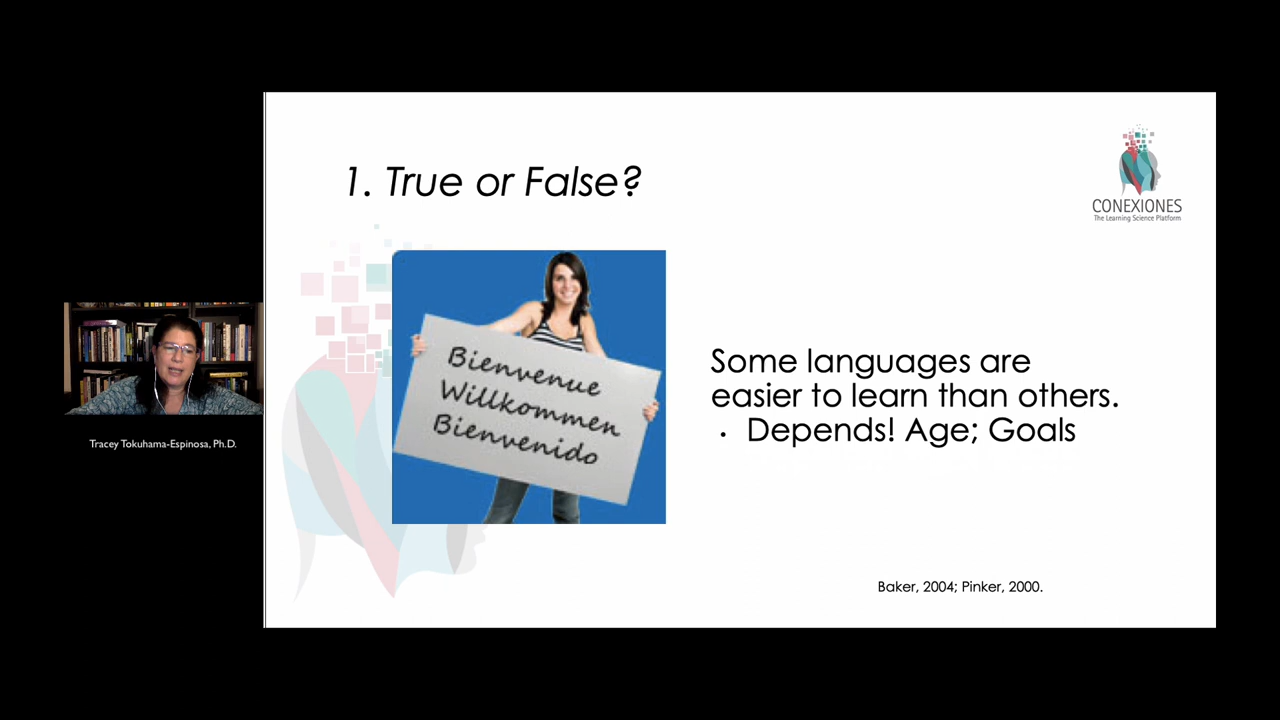 1. True or False?
CONEXIONES
The Learning Science Platform
Bienvenue
Willkommen
Bienvenido
Some languages are
easier to learn than others.
• Depends! Age; Goals
Tracey Tokuhama-Espinosa, Ph.D.
Baker, 2004; Pinker, 2000.